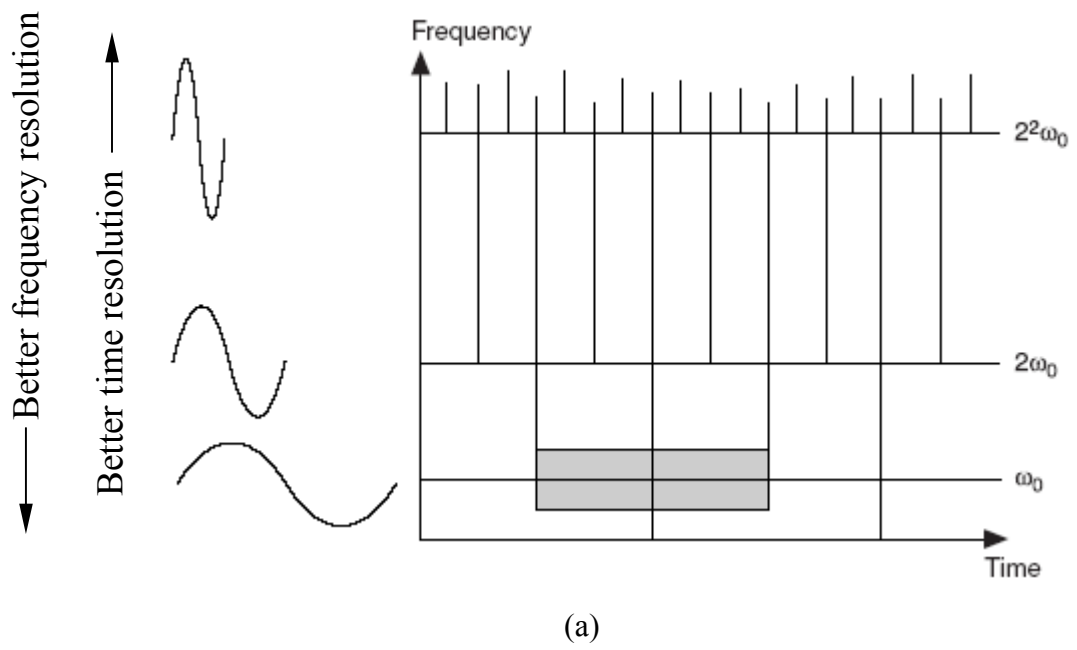 Better frequency resolution
Better time resolution
Frequency
2²ω₀
2ω₀
ω₀
Time
(a)